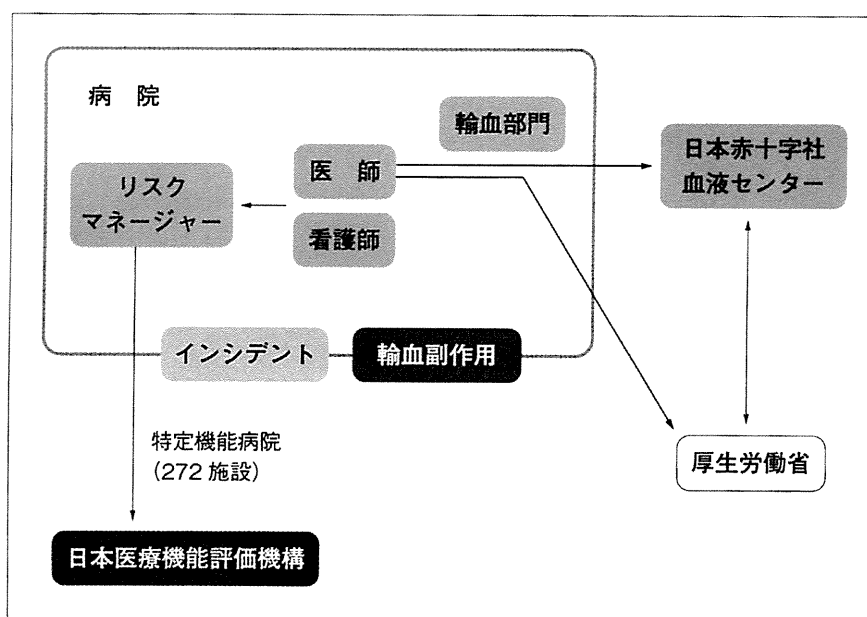 病 院
輸血部門
日本赤十字社
血液センター
医 師
リスク
マネージャー
看護師
インシデント
輸血副作用
特定機能病院
(272 施設)
厚生労働省
日本医療機能評価機構